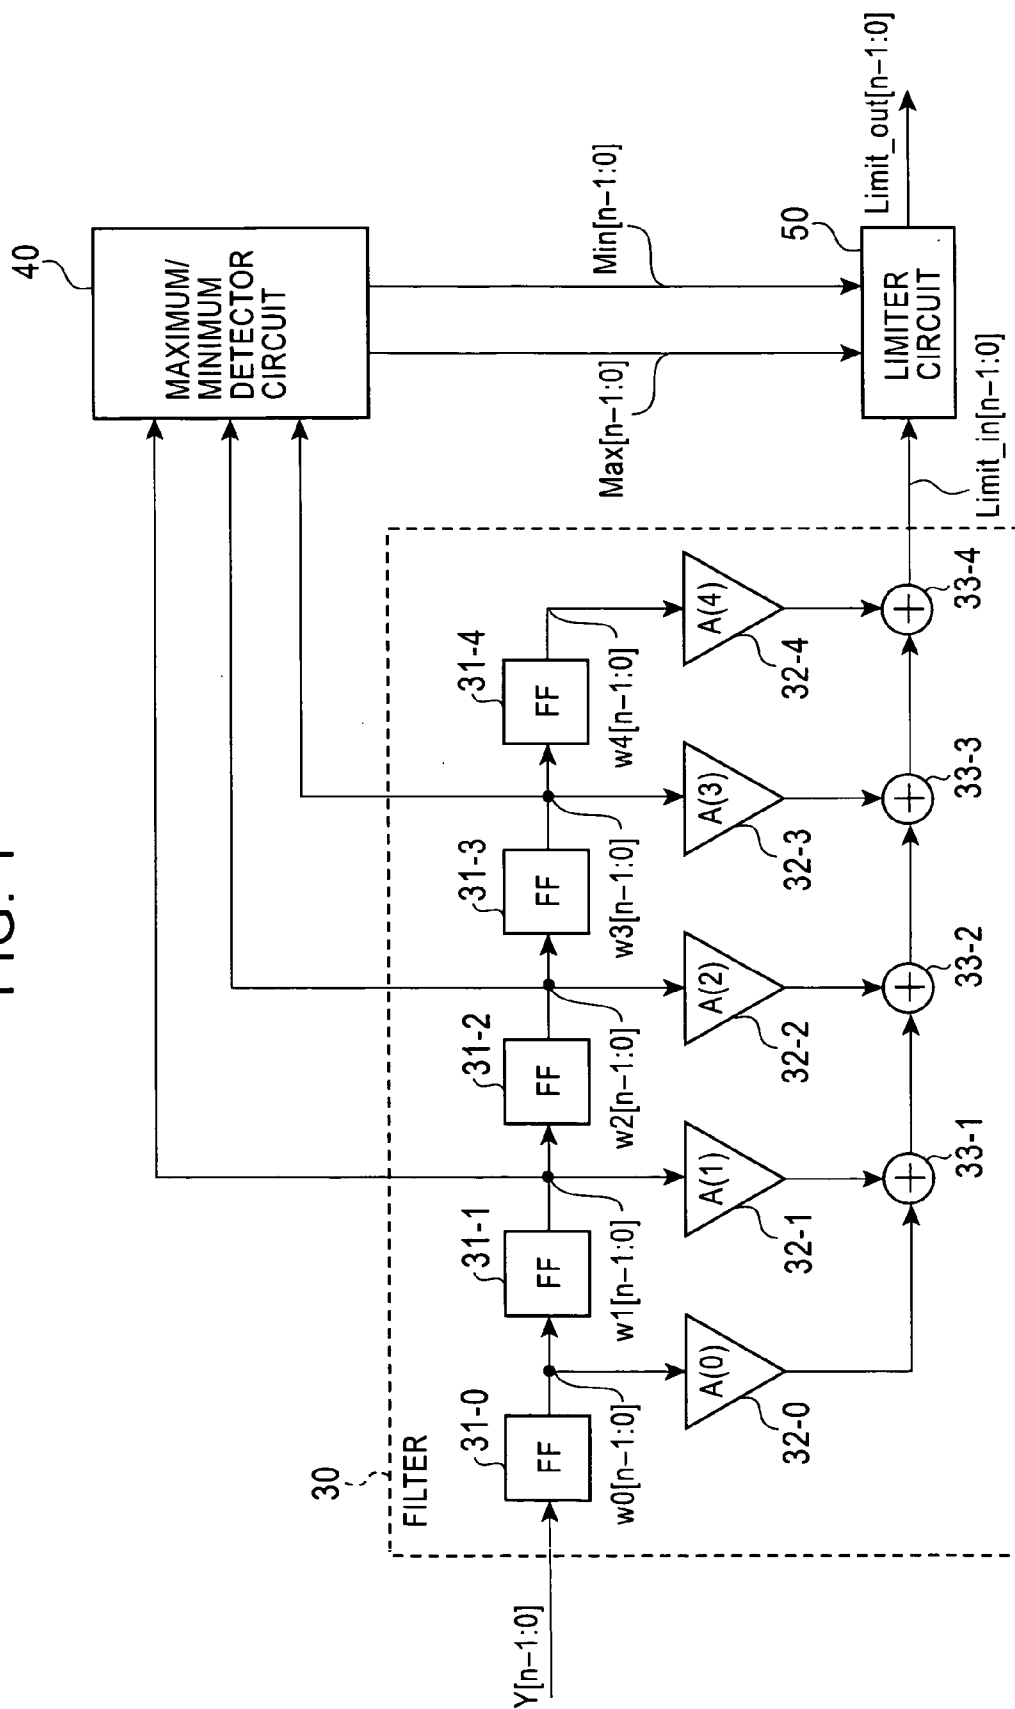 40
MAXIMUM/
MINIMUM
DETECTOR
CIRCUIT
Max[n–1:0]
Min[n–1:0]
50
LIMITER
CIRCUIT
Limit_out[n–1:0]
Limit_in[n–1:0]
30
FILTER
Y[n–1:0]
31-0
FF
31-1
FF
31-2
FF
31-3
FF
31-4
FF
w0[n–1:0]
w1[n–1:0]
w2[n–1:0]
w3[n–1:0]
w4[n–1:0]
A(0)
32-0
A(1)
32-1
A(2)
32-2
A(3)
32-3
A(4)
32-4
+
33-1
+
33-2
+
33-3
+
33-4